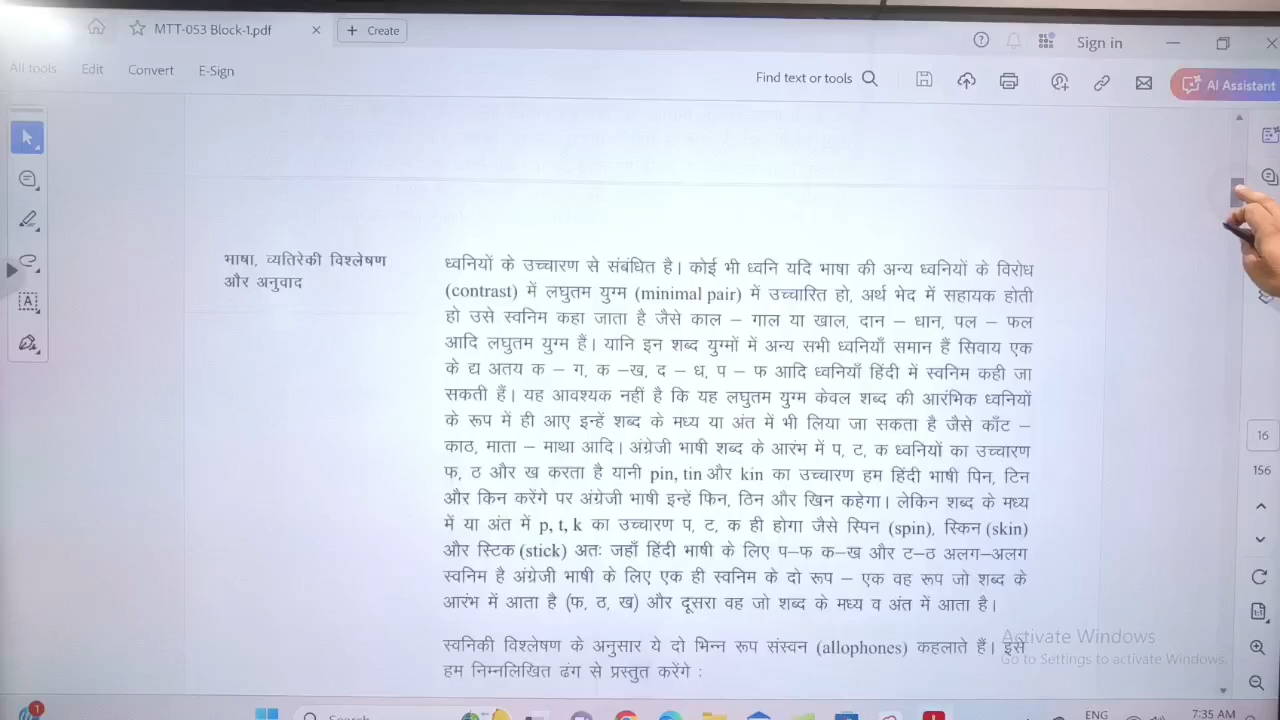 MTT-053 Block-1.pdf
Create
Sign in
All tools
Edit
Convert
E-Sign
Find text or tools
AI Assistant
भाषा, व्यतिरेकी विश्लेषण
और अनुवाद
ध्वनियों के उच्चारण से संबंधित है। कोई भी ध्वनि यदि भाषा की अन्य ध्वनियों के विरोध
(contrast) में लघुतम युग्म (minimal pair) में उच्चारित हो, अर्थ भेद में सहायक होती
हो उसे स्वनिम कहा जाता है जैसे काल – गाल या खाल, दान – धान, पल – फल
आदि लघुतम युग्म हैं। यानि इन शब्द युग्मों में अन्य सभी ध्वनियाँ समान हैं सिवाय एक
के द्य अतय क – ग, क –ख, द – ध, प – फ आदि ध्वनियाँ हिंदी में स्वनिम कही जा
सकती हैं। यह आवश्यक नहीं है कि यह लघुतम युग्म केवल शब्द की आरंभिक ध्वनियों
के रूप में ही आए इन्हें शब्द के मध्य या अंत में भी लिया जा सकता है जैसे काँट –
काठ, माता – माथा आदि। अंग्रेजी भाषी शब्द के आरंभ में प, ट, क ध्वनियों का उच्चारण
फ, ठ और ख करता है यानी pin, tin और kin का उच्चारण हम हिंदी भाषी पिन, टिन
और किन करेंगे पर अंग्रेजी भाषी इन्हें फिन, ठिन और खिन कहेगा। लेकिन शब्द के मध्य
में या अंत में p, t, k का उच्चारण प, ट, क ही होगा जैसे स्पिन (spin), स्किन (skin)
और स्टिक (stick) अतः जहाँ हिंदी भाषी के लिए प–फ क–ख और ट–ठ अलग–अलग
स्वनिम है अंग्रेजी भाषी के लिए एक ही स्वनिम के दो रूप – एक वह रूप जो शब्द के
आरंभ में आता है (फ, ठ, ख) और दूसरा वह जो शब्द के मध्य व अंत में आता है।
स्वनिकी विश्लेषण के अनुसार ये दो भिन्न रूप संस्वन (allophones) कहलाते हैं। इसे
हम निम्नलिखित ढंग से प्रस्तुत करेंगे :
16
156
Activate Windows
Go to Settings to activate Windows.
1
Search
ENG
7:35 AM